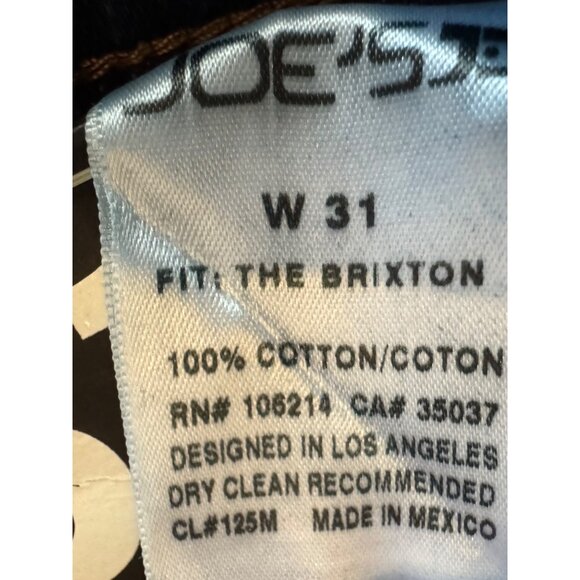 JOE'S
W 31
FIT: THE BRIXTON
100% COTTON/COTON
RN# 106214 CA# 35037
DESIGNED IN LOS ANGELES
DRY CLEAN RECOMMENDED
CL#125M MADE IN MEXICO